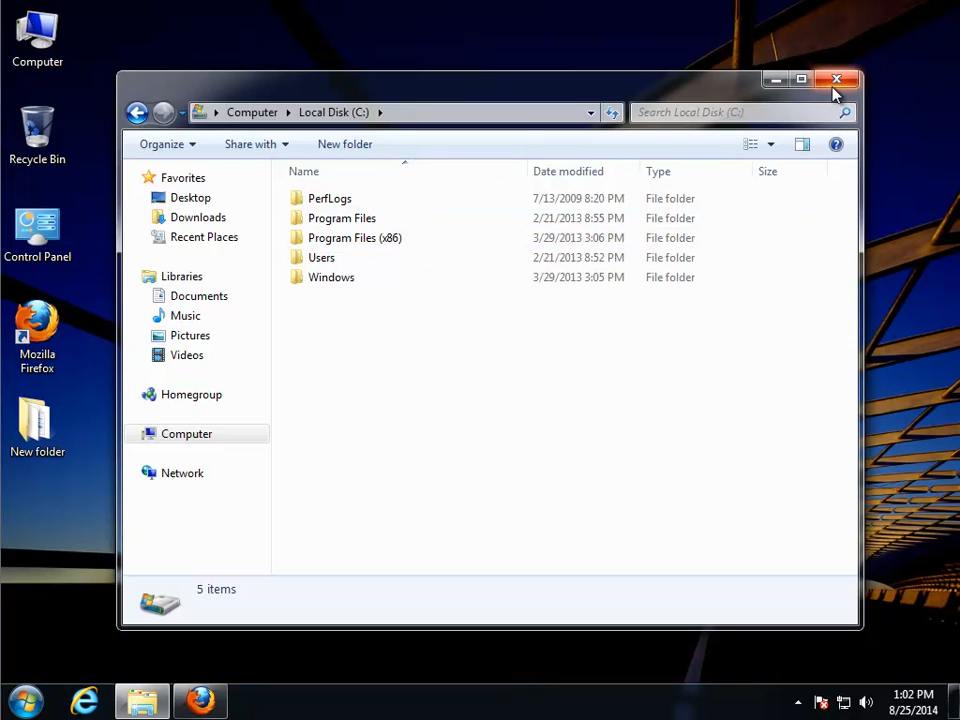 Computer
Recycle Bin
Control Panel
Mozilla
Firefox
New folder
Computer
Local Disk (C:)
Search Local Disk (C:)
Organize
Share with
New folder
Favorites
Desktop
Downloads
Recent Places
Libraries
Documents
Music
Pictures
Videos
Homegroup
Computer
Network
Name Date modified Type Size
PerfLogs 7/13/2009 8:20 PM File folder
Program Files 2/21/2013 8:55 PM File folder
Program Files (x86) 3/29/2013 3:06 PM File folder
Users 2/21/2013 8:52 PM File folder
Windows 3/29/2013 3:05 PM File folder
5 items
1:02 PM
8/25/2014